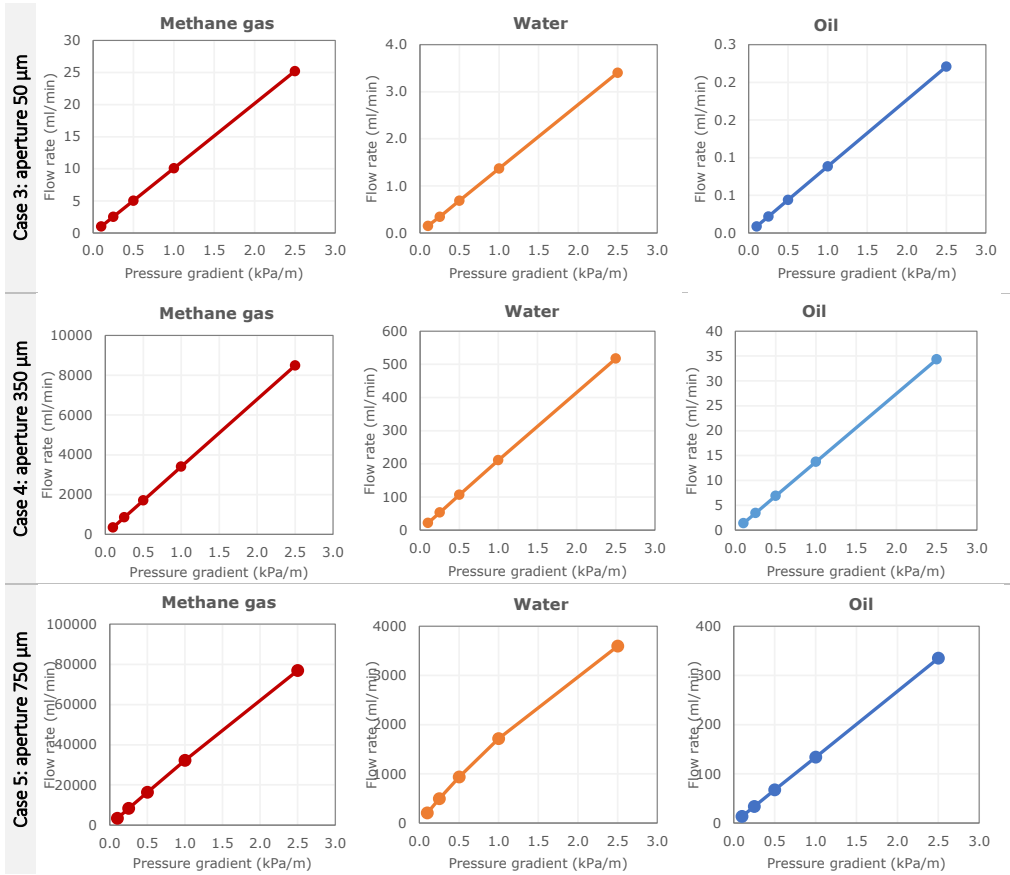 Case 3: aperture 50 µm
Methane gas
Flow rate (ml/min)
30
25
20
15
10
5
0
0.0 0.5 1.0 1.5 2.0 2.5 3.0
Pressure gradient (kPa/m)
Water
Flow rate (ml/min)
4.0
3.0
2.0
1.0
0.0
0.0 0.5 1.0 1.5 2.0 2.5 3.0
Pressure gradient (kPa/m)
Oil
Flow rate (ml/min)
0.3
0.2
0.2
0.1
0.1
0.0
0.0 0.5 1.0 1.5 2.0 2.5 3.0
Pressure gradient (kPa/m)
Case 4: aperture 350 µm
Methane gas
Flow rate (ml/min)
10000
8000
6000
4000
2000
0
0.0 0.5 1.0 1.5 2.0 2.5 3.0
Pressure gradient (kPa/m)
Water
Flow rate (ml/min)
600
500
400
300
200
100
0
0.0 0.5 1.0 1.5 2.0 2.5 3.0
Pressure gradient (kPa/m)
Oil
Flow rate (ml/min)
40
35
30
25
20
15
10
5
0
0.0 0.5 1.0 1.5 2.0 2.5 3.0
Pressure gradient (kPa/m)
Case 5: aperture 750 µm
Methane gas
Flow rate (ml/min)
100000
80000
60000
40000
20000
0
0.0 0.5 1.0 1.5 2.0 2.5 3.0
Pressure gradient (kPa/m)
Water
Flow rate (ml/min)
4000
3000
2000
1000
0
0.0 0.5 1.0 1.5 2.0 2.5 3.0
Pressure gradient (kPa/m)
Oil
Flow rate (ml/min)
400
300
200
100
0
0.0 0.5 1.0 1.5 2.0 2.5 3.0
Pressure gradient (kPa/m)